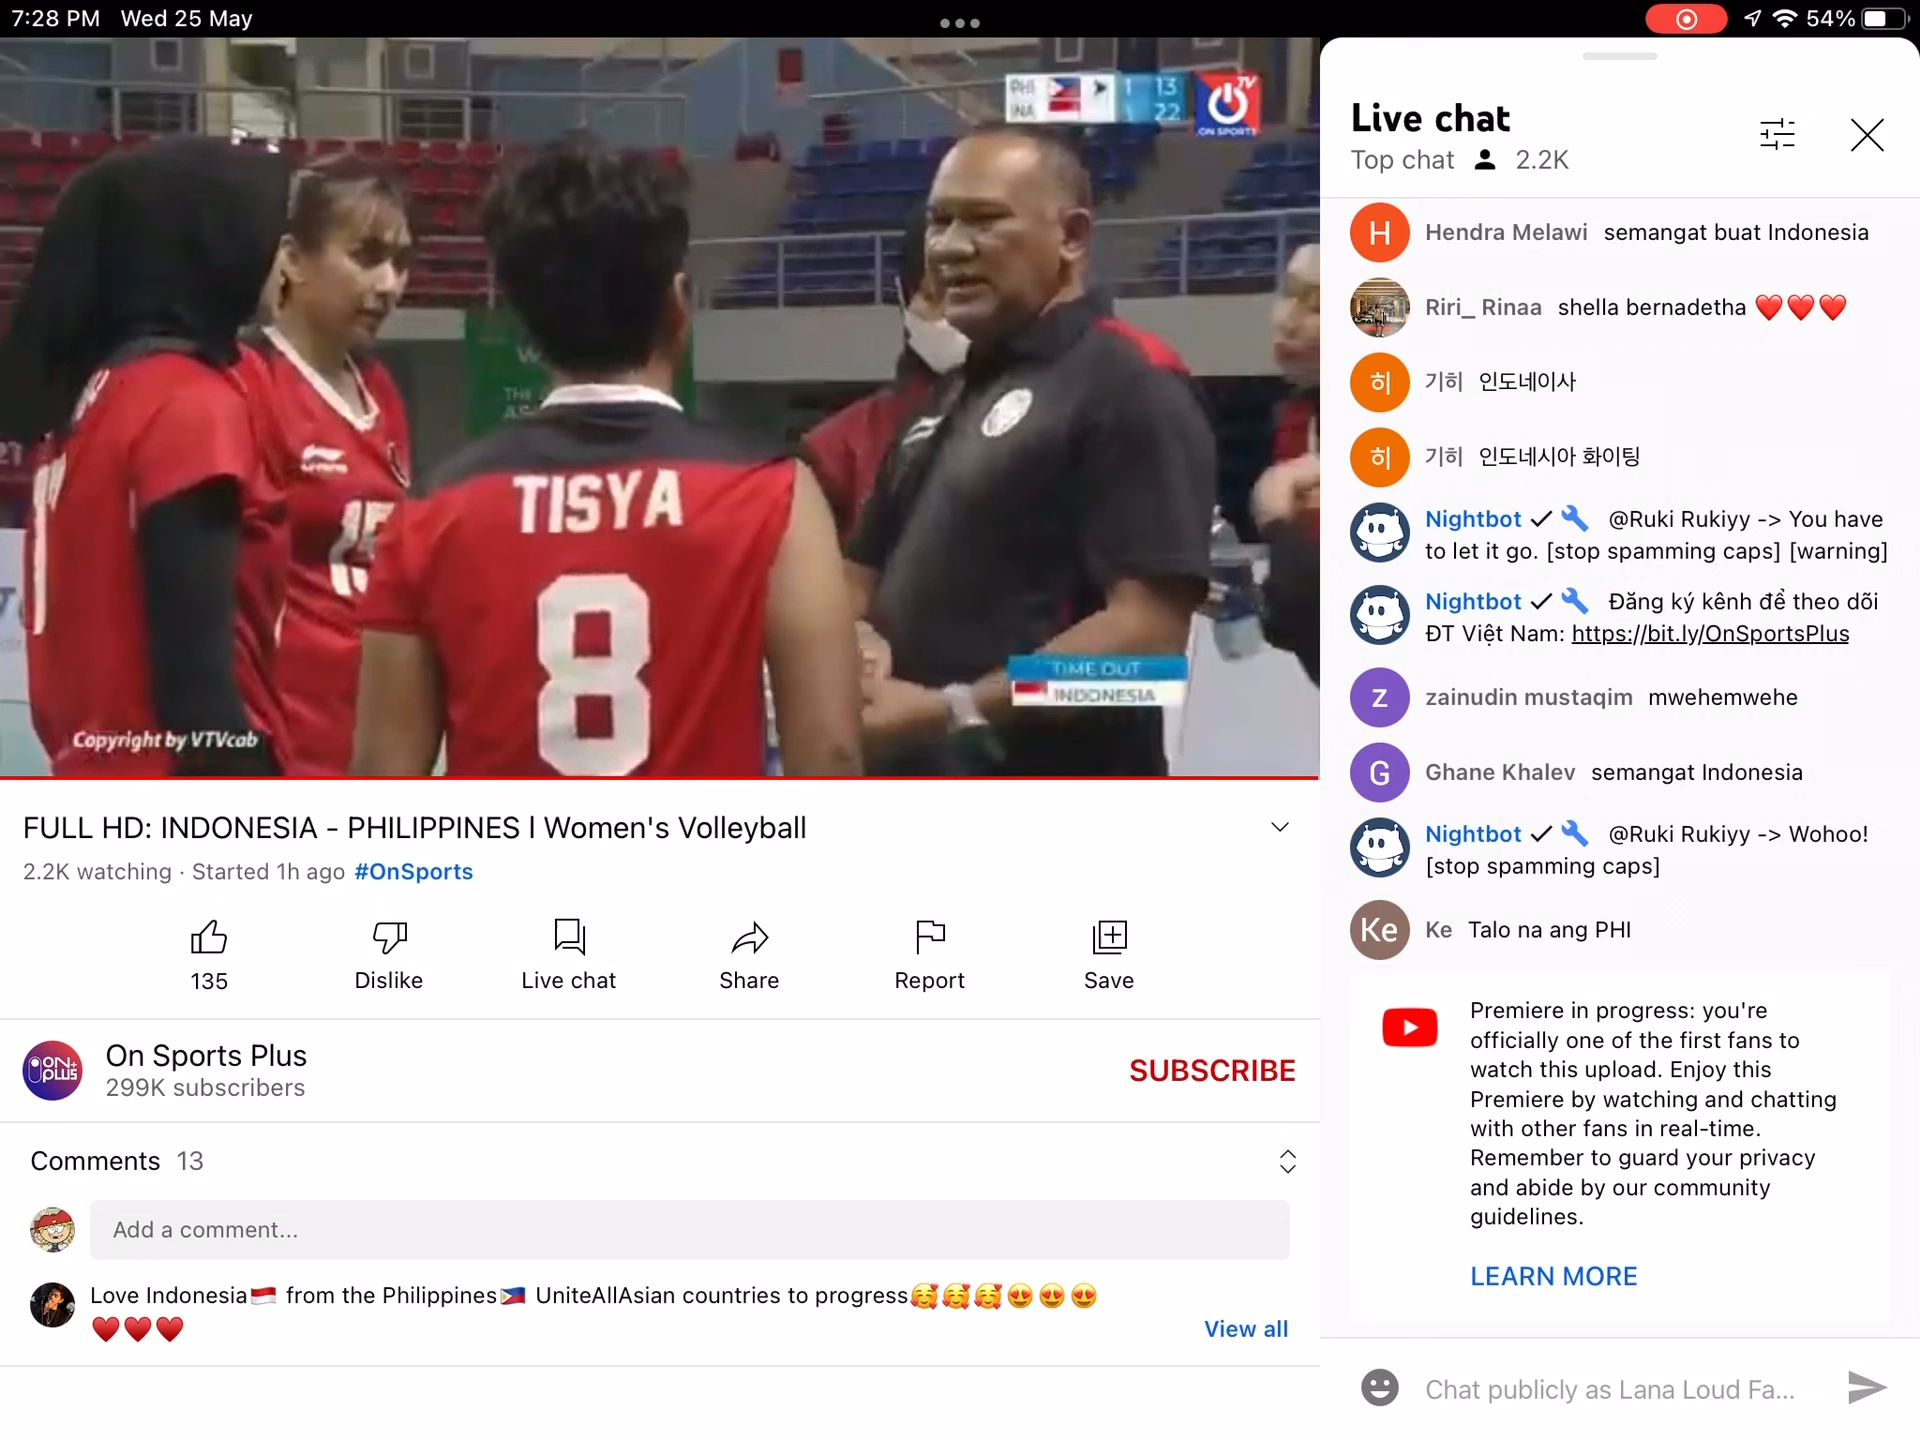 7:28 PM Wed 25 May
54%
PHI 1 13
INA 22
TV
ON SPORTS
TISYA
8
15
TIME OUT
INDONESIA
Copyright by VTVcab
FULL HD: INDONESIA - PHILIPPINES l Women's Volleyball
2.2K watching · Started 1h ago #OnSports
135
Dislike
Live chat
Share
Report
Save
ON+
PLUS
On Sports Plus
299K subscribers
SUBSCRIBE
Comments 13
Add a comment...
Love Indonesia🇮🇩 from the Philippines🇵🇭 UniteAllAsian countries to progress🥰🥰🥰😍😍😍
♥️♥️♥️
View all
Live chat
Top chat 2.2K
H Hendra Melawi semangat buat Indonesia
Riri_ Rinaa shella bernadetha ❤️❤️❤️
히 기히 인도네이사
히 기히 인도네시아 화이팅
Nightbot @Ruki Rukiyy -> You have
to let it go. [stop spamming caps] [warning]
Nightbot Đăng ký kênh để theo dõi
ĐT Việt Nam: https://bit.ly/OnSportsPlus
z zainudin mustaqim mwehemwehe
G Ghane Khalev semangat Indonesia
Nightbot @Ruki Rukiyy -> Wohoo!
[stop spamming caps]
Ke Ke Talo na ang PHI
Premiere in progress: you're
officially one of the first fans to
watch this upload. Enjoy this
Premiere by watching and chatting
with other fans in real-time.
Remember to guard your privacy
and abide by our community
guidelines.
LEARN MORE
Chat publicly as Lana Loud Fa...